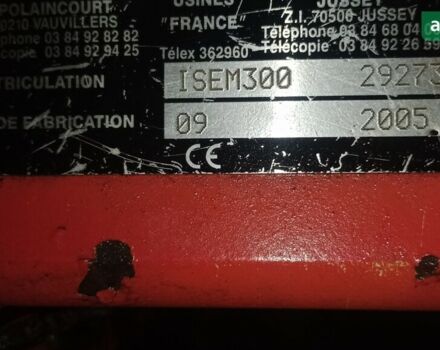 POLAINCOURT USINES JUSSEY
70210 VAUVILLERS "FRANCE" Z.I. 70500 JUSSEY
Téléphone 03 84 92 82 82 Téléphone 03 84 68 04
Télécopie 03 84 92 94 25 Télex 362960 Télécopie 03 84 92 26
TRICULATION ISEM300 29273
DE FABRICATION 09 2005
CE
a